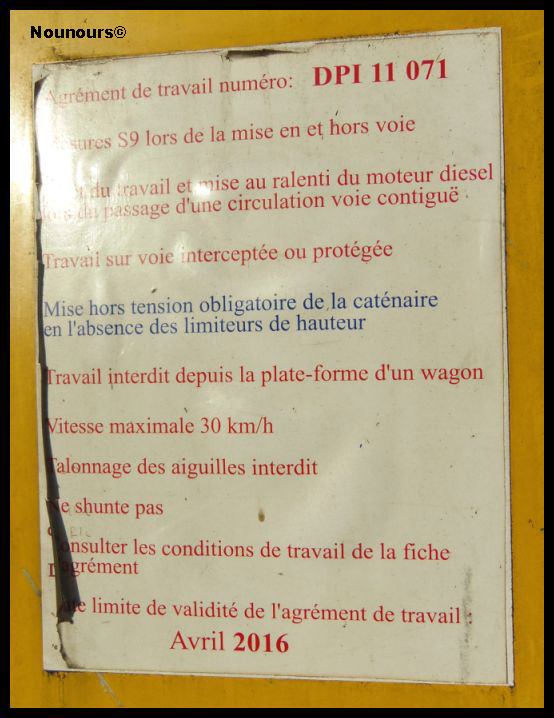 Nounours©
Agrément de travail numéro: DPI 11 071
S9 lors de la mise en et hors voie
du travail et mise au ralenti du moteur diesel
lors du passage d'une circulation voie contiguë
Travail sur voie interceptée ou protégée
Mise hors tension obligatoire de la caténaire
en l'absence des limiteurs de hauteur
Travail interdit depuis la plate-forme d'un wagon
Vitesse maximale 30 km/h
Talonnage des aiguilles interdit
Ne shunte pas
Consulter les conditions de travail de la fiche
d'agrément
Date limite de validité de l'agrément de travail :
Avril 2016